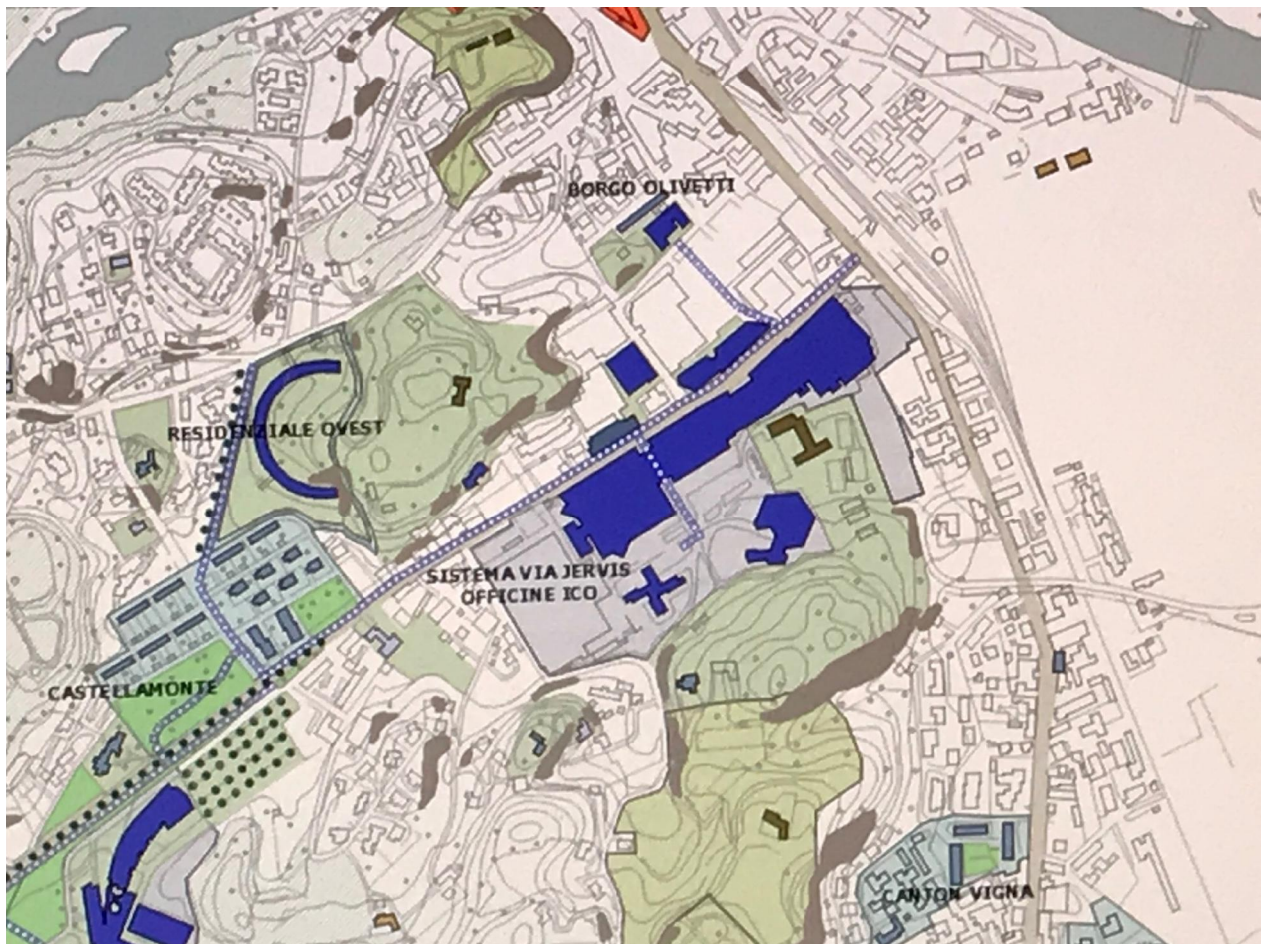 BORGO OLIVETTI
RESIDENZIALE OVEST
SISTEMA VIA JERVIS
OFFICINE ICO
CASTELLAMONTE
CANTON VIGNA